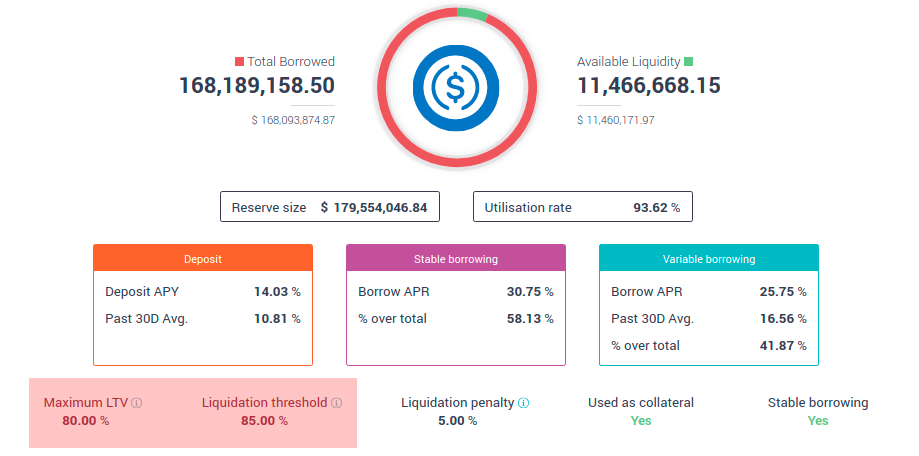 Total Borrowed
168,189,158.50
$ 168,093,874.87
$
Available Liquidity
11,466,668.15
$ 11,460,171.97
Reserve size $ 179,554,046.84
Utilisation rate 93.62 %
Deposit
Deposit APY 14.03 %
Past 30D Avg. 10.81 %
Stable borrowing
Borrow APR 30.75 %
% over total 58.13 %
Variable borrowing
Borrow APR 25.75 %
Past 30D Avg. 16.56 %
% over total 41.87 %
Maximum LTV
80.00 %
Liquidation threshold
85.00 %
Liquidation penalty
5.00 %
Used as collateral
Yes
Stable borrowing
Yes